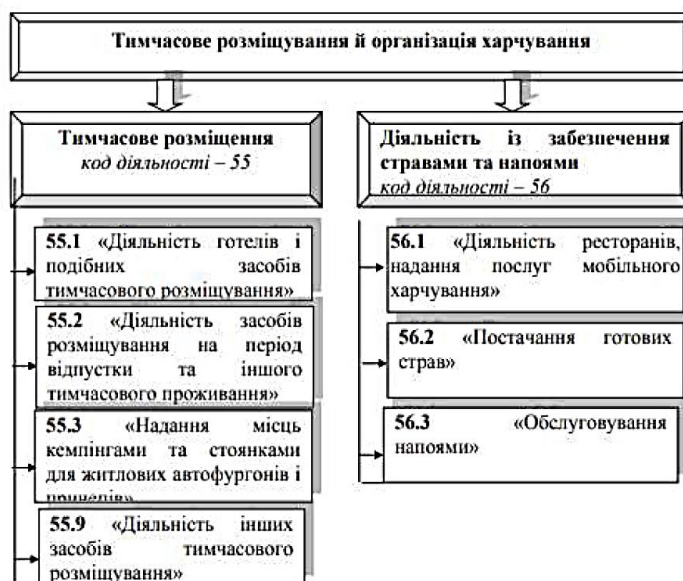 Тимчасове розміщування й організація харчування
Тимчасове розміщення
код діяльності – 55
55.1 «Діяльність готелів і
подібних засобів
тимчасового розміщування»
55.2 «Діяльність засобів
розміщування на період
відпустки та іншого
тимчасового проживання»
55.3 «Надання місць
кемпінгами та стоянками
для житлових автофургонів і
причепів»
55.9 «Діяльність інших
засобів тимчасового
розміщування»
Діяльність із забезпечення
стравами та напоями
код діяльності – 56
56.1 «Діяльність ресторанів,
надання послуг мобільного
харчування»
56.2 «Постачання готових
страв»
56.3 «Обслуговування
напоями»